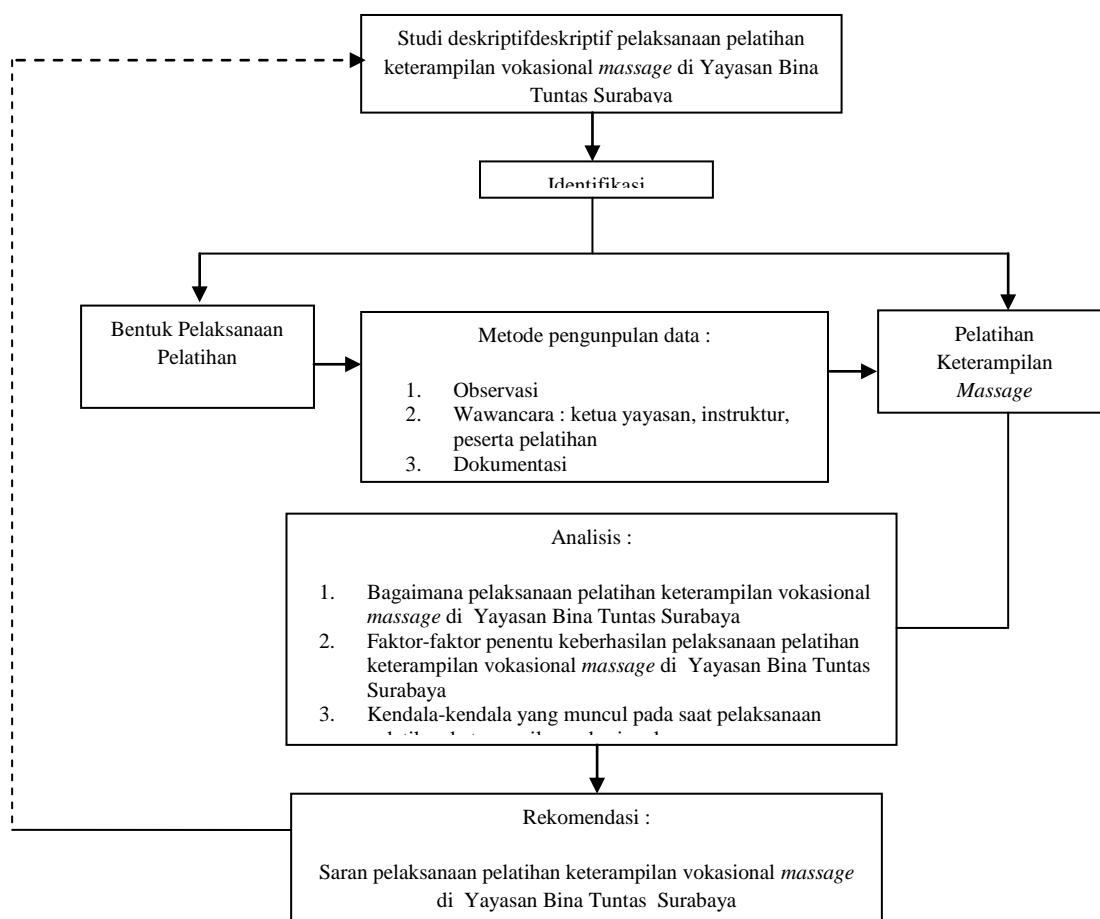 Studi deskriptifdeskriptif pelaksanaan pelatihan
keterampilan vokasional massage di Yayasan Bina
Tuntas Surabaya
Identifikasi
Bentuk Pelaksanaan
Pelatihan
Metode pengunpulan data :
1. Observasi
2. Wawancara : ketua yayasan, instruktur,
peserta pelatihan
3. Dokumentasi
Pelatihan
Keterampilan
Massage
Analisis :
1. Bagaimana pelaksanaan pelatihan keterampilan vokasional
massage di Yayasan Bina Tuntas Surabaya
2. Faktor-faktor penentu keberhasilan pelaksanaan pelatihan
keterampilan vokasional massage di Yayasan Bina Tuntas
Surabaya
3. Kendala-kendala yang muncul pada saat pelaksanaan
Rekomendasi :
Saran pelaksanaan pelatihan keterampilan vokasional massage
di Yayasan Bina Tuntas Surabaya